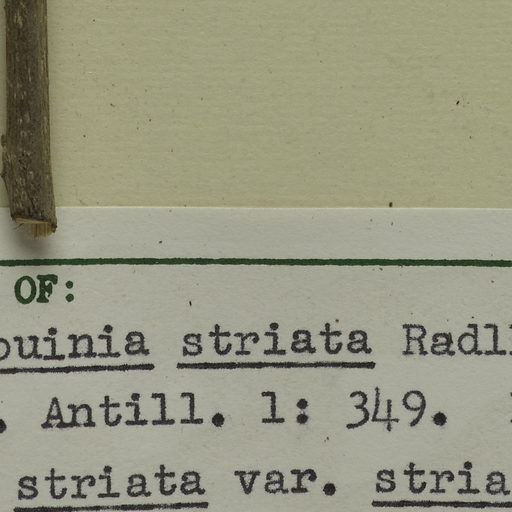 OF:
ouinia striata Radl
. Antill. 1: 349.
striata var. stria